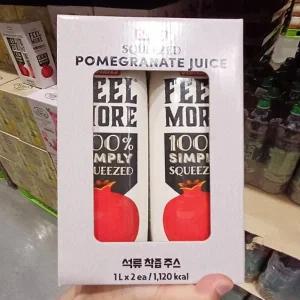 SQUEEZED
POMEGRANATE JUICE
FEEL
MORE
100%
SIMPLY
SQUEEZED
FEEL
MORE
100%
SIMPLY
SQUEEZED
석류 착즙 주스
1L x 2 ea / 1,120 kcal